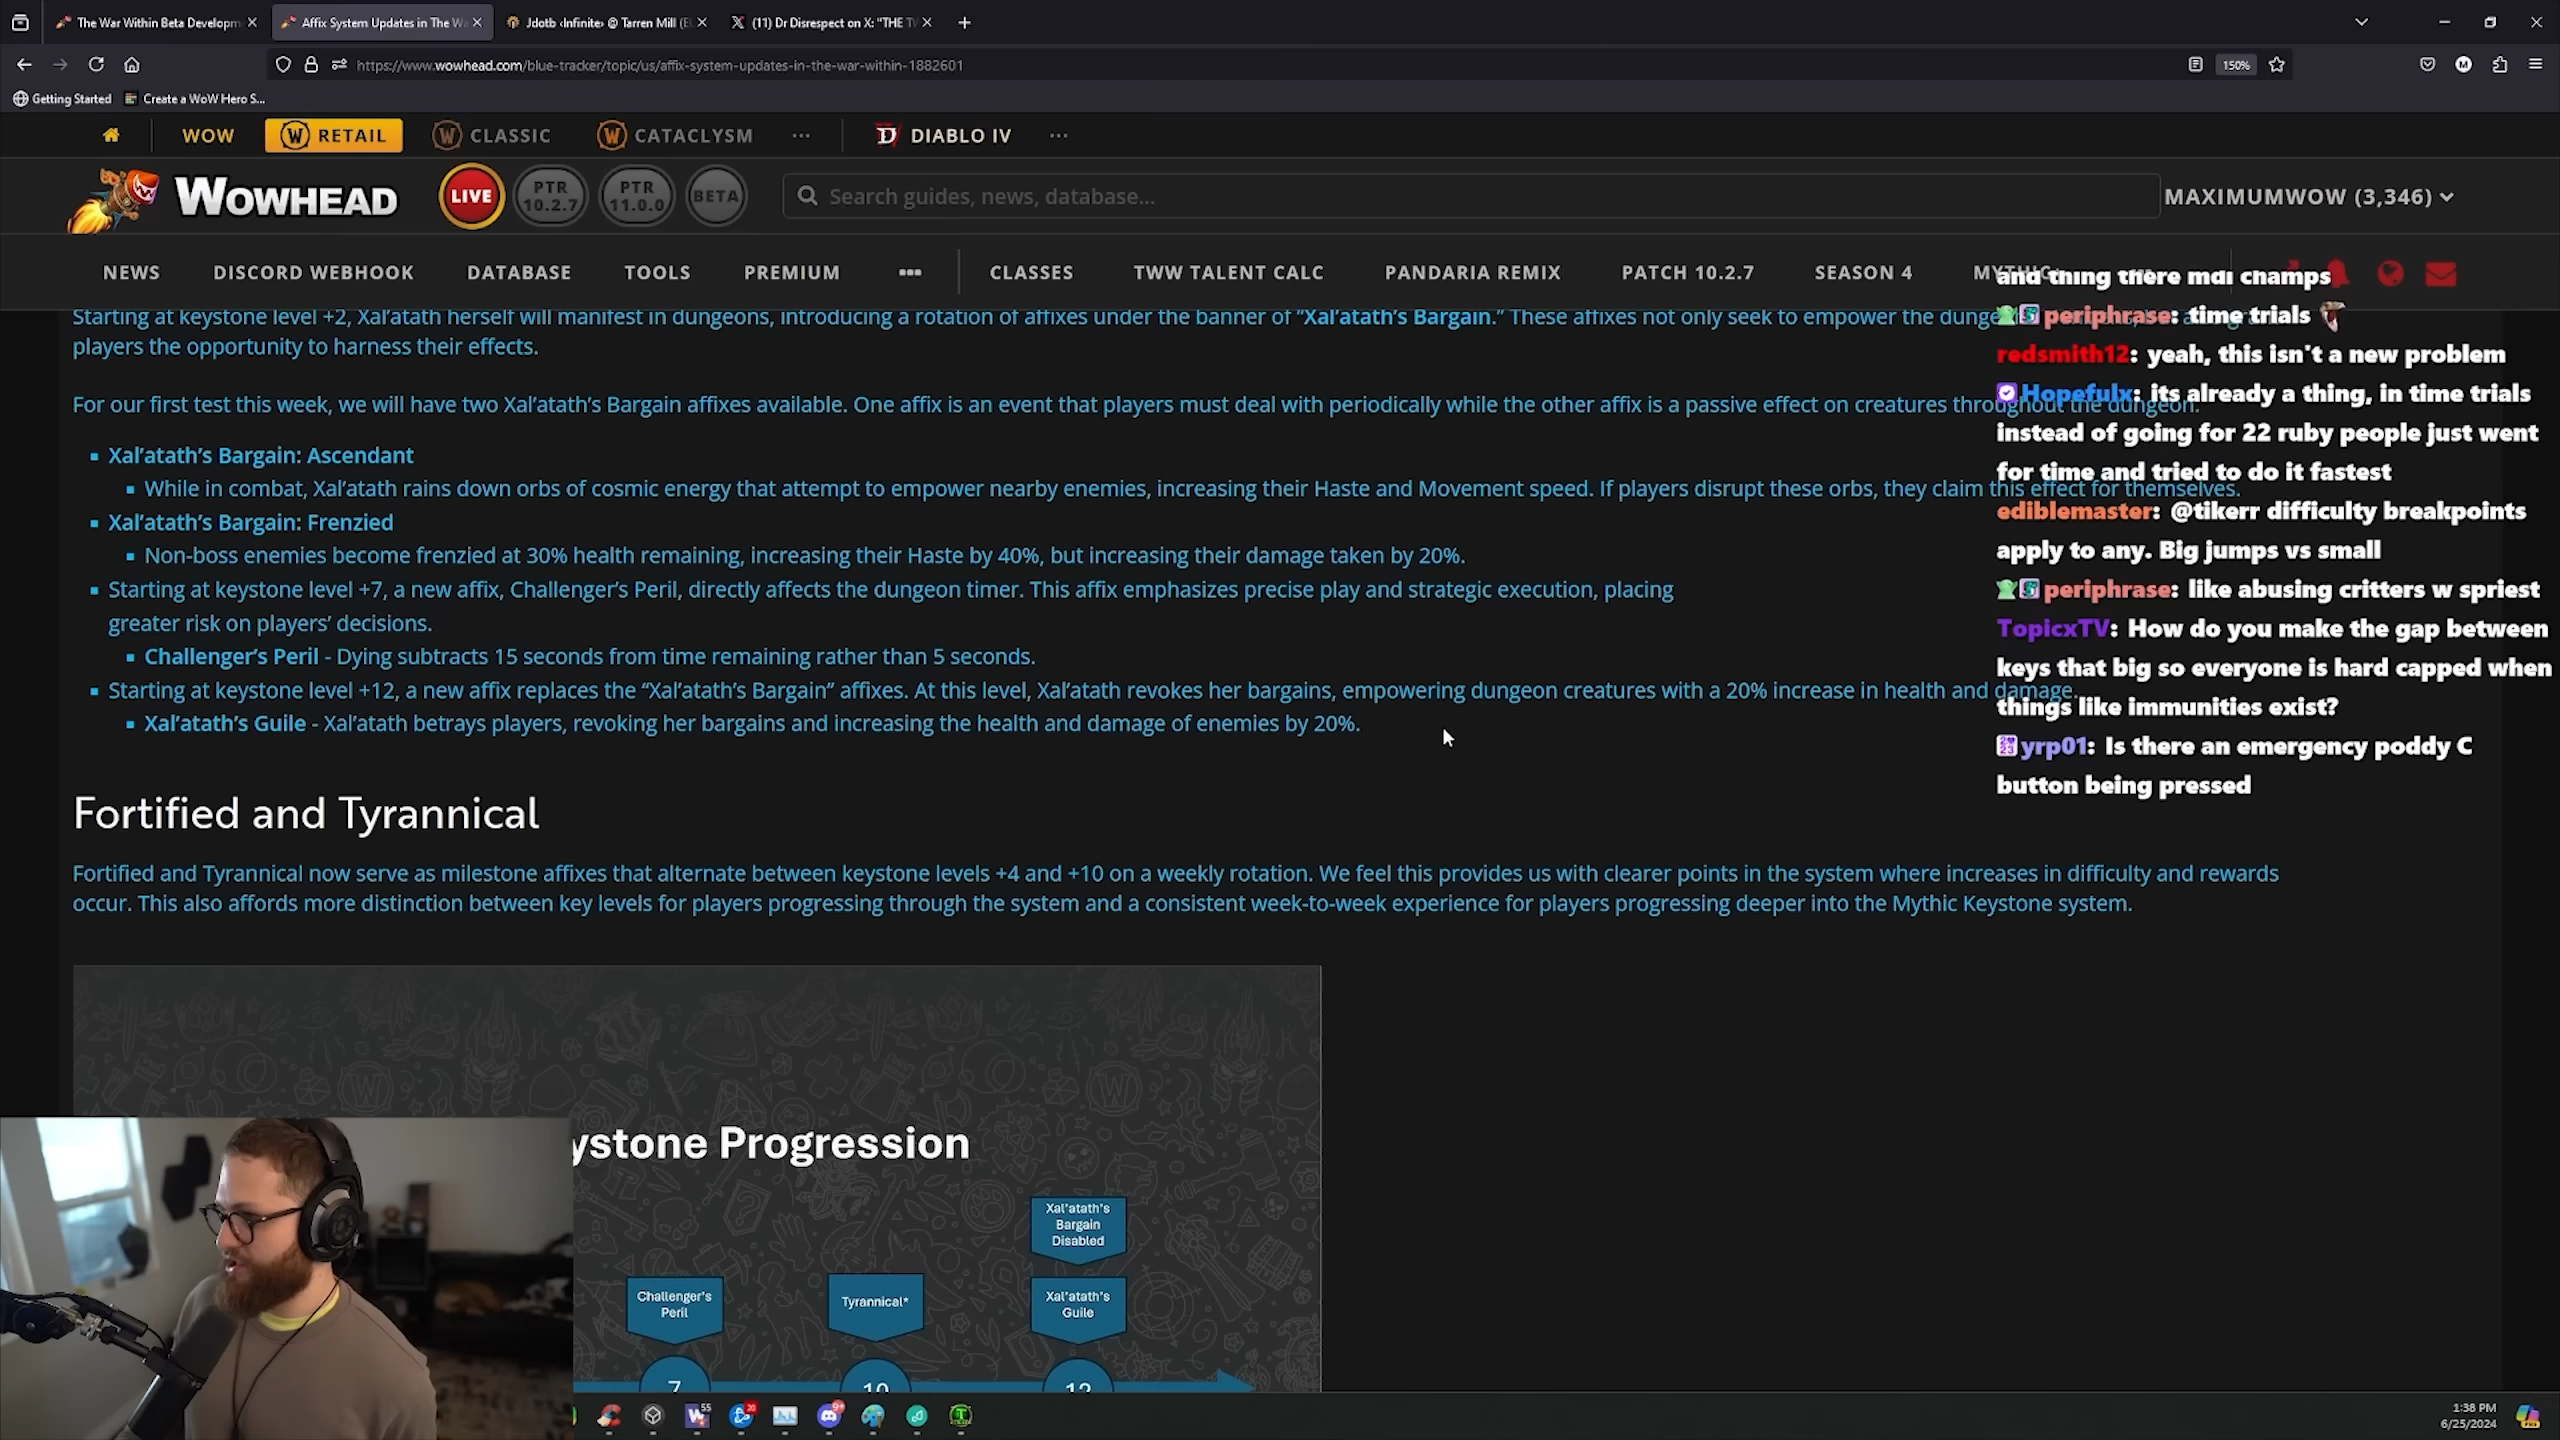 The War Within Beta Developm
Affix System Updates in The Wa
Jdotb ‹Infinite› @ Tarren Mill (E
(11) Dr Disrespect on X: "THE TW
https://www.wowhead.com/blue-tracker/topic/us/affix-system-updates-in-the-war-within-1882601
150%
M
Getting Started
Create a WoW Hero S...
WOW
RETAIL
CLASSIC
CATACLYSM
DIABLO IV
WOWHEAD
LIVE
PTR 10.2.7
PTR 11.0.0
BETA
Search guides, news, database...
MAXIMUMWOW (3,346)
NEWS
DISCORD WEBHOOK
DATABASE
TOOLS
PREMIUM
CLASSES
TWW TALENT CALC
PANDARIA REMIX
PATCH 10.2.7
SEASON 4
Starting at keystone level +2, Xal’atath herself will manifest in dungeons, introducing a rotation of affixes under the banner of “Xal’atath’s Bargain.” These affixes not only seek to empower the dunge
players the opportunity to harness their effects.
For our first test this week, we will have two Xal’atath’s Bargain affixes available. One affix is an event that players must deal with periodically while the other affix is a passive effect on creatures throughout the dungeon.
Xal’atath’s Bargain: Ascendant
While in combat, Xal’atath rains down orbs of cosmic energy that attempt to empower nearby enemies, increasing their Haste and Movement speed. If players disrupt these orbs, they claim this effect for themselves.
Xal’atath’s Bargain: Frenzied
Non-boss enemies become frenzied at 30% health remaining, increasing their Haste by 40%, but increasing their damage taken by 20%.
Starting at keystone level +7, a new affix, Challenger’s Peril, directly affects the dungeon timer. This affix emphasizes precise play and strategic execution, placing
greater risk on players’ decisions.
Challenger’s Peril - Dying subtracts 15 seconds from time remaining rather than 5 seconds.
Starting at keystone level +12, a new affix replaces the “Xal’atath’s Bargain” affixes. At this level, Xal’atath revokes her bargains, empowering dungeon creatures with a 20% increase in health and damage.
Xal’atath’s Guile - Xal’atath betrays players, revoking her bargains and increasing the health and damage of enemies by 20%.
Fortified and Tyrannical
Fortified and Tyrannical now serve as milestone affixes that alternate between keystone levels +4 and +10 on a weekly rotation. We feel this provides us with clearer points in the system where increases in difficulty and rewards
occur. This also affords more distinction between key levels for players progressing through the system and a consistent week-to-week experience for players progressing deeper into the Mythic Keystone system.
ystone Progression
Xal'atath's
Bargain
Disabled
Challenger's
Peril
Tyrannical*
Xal'atath's
Guile
7
10
12
and thing there mdi champs
periphrase: time trials
redsmith12: yeah, this isn't a new problem
Hopefulx: its already a thing, in time trials
instead of going for 22 ruby people just went
for time and tried to do it fastest
ediblemaster: @tikerr difficulty breakpoints
apply to any. Big jumps vs small
periphrase: like abusing critters w spriest
TopicxTV: How do you make the gap between
keys that big so everyone is hard capped when
things like immunities exist?
yrp01: Is there an emergency poddy C
button being pressed
55
20
9+
1:38 PM
6/25/2024